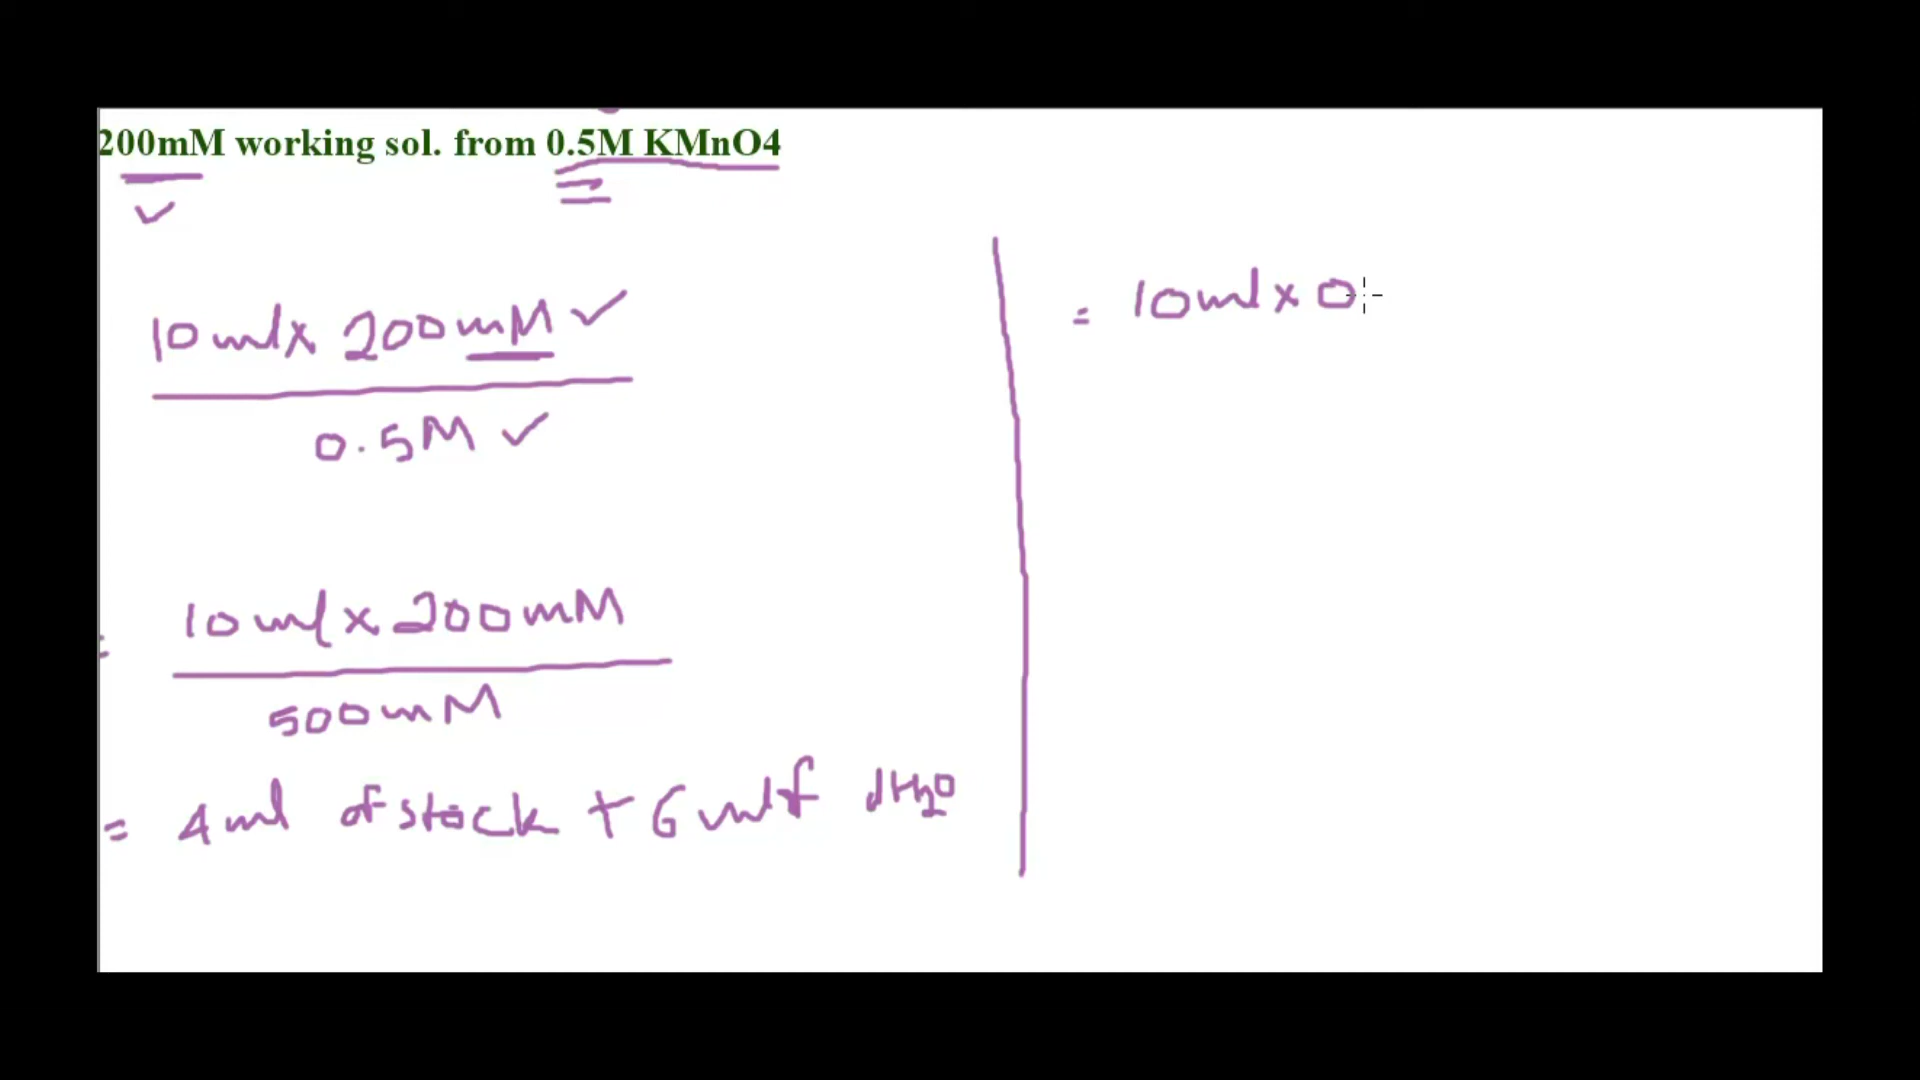 200mM working sol. from 0.5M KMnO4
10ml x 200mM ✓
0.5M ✓
= 10ml x 200mM
500mM
= 4ml of stock + 6ml of dH2O
= 10ml x 0